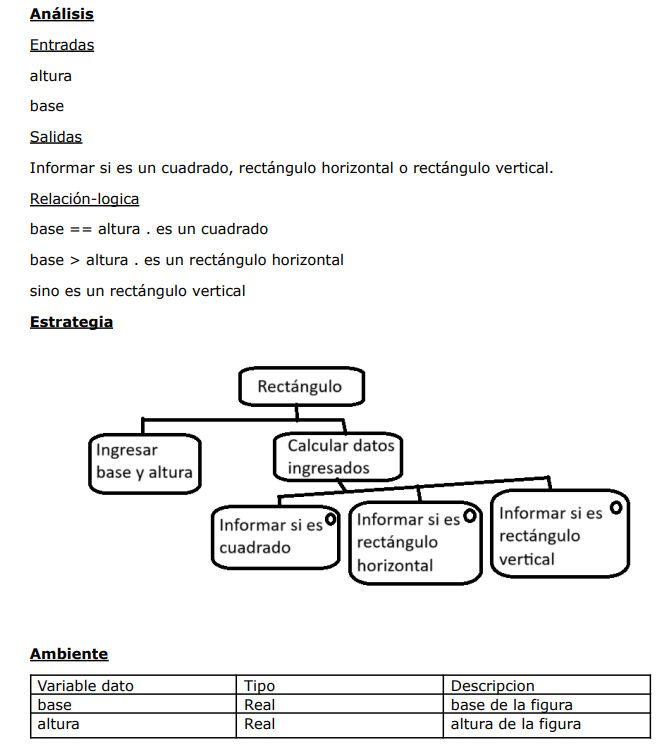 Análisis
Entradas
altura
base
Salidas
Informar si es un cuadrado, rectángulo horizontal o rectángulo vertical.
Relación-logica
base == altura . es un cuadrado
base > altura . es un rectángulo horizontal
sino es un rectángulo vertical
Estrategia
Rectángulo
Ingresar
base y altura
Calcular datos
ingresados
Informar si es
cuadrado
Informar si es
rectángulo
horizontal
Informar si es
rectángulo
vertical
Ambiente
Variable dato Tipo Descripcion
base Real base de la figura
altura Real altura de la figura